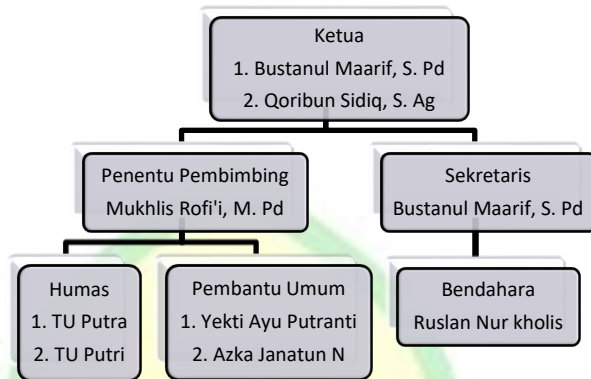 Ketua
1. Bustanul Maarif, S. Pd
2. Qoribun Sidiq, S. Ag
Penentu Pembimbing
Mukhlis Rofi'i, M. Pd
Sekretaris
Bustanul Maarif, S. Pd
Humas
1. TU Putra
2. TU Putri
Pembantu Umum
1. Yekti Ayu Putranti
2. Azka Janatun N
Bendahara
Ruslan Nur kholis